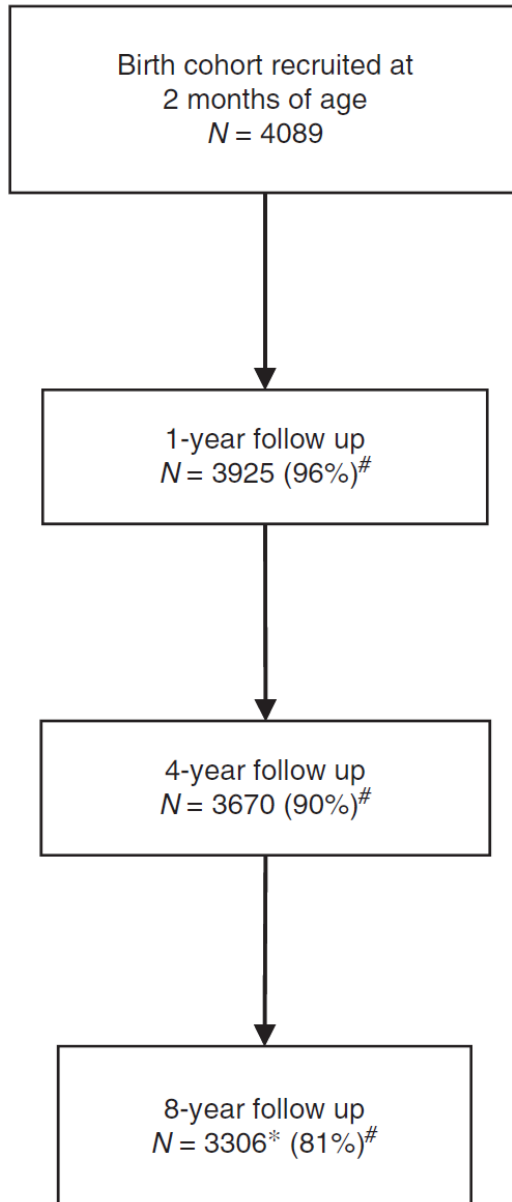 Birth cohort recruited at
2 months of age
N = 4089
1-year follow up
N = 3925 (96%)#
4-year follow up
N = 3670 (90%)#
8-year follow up
N = 3306* (81%)#